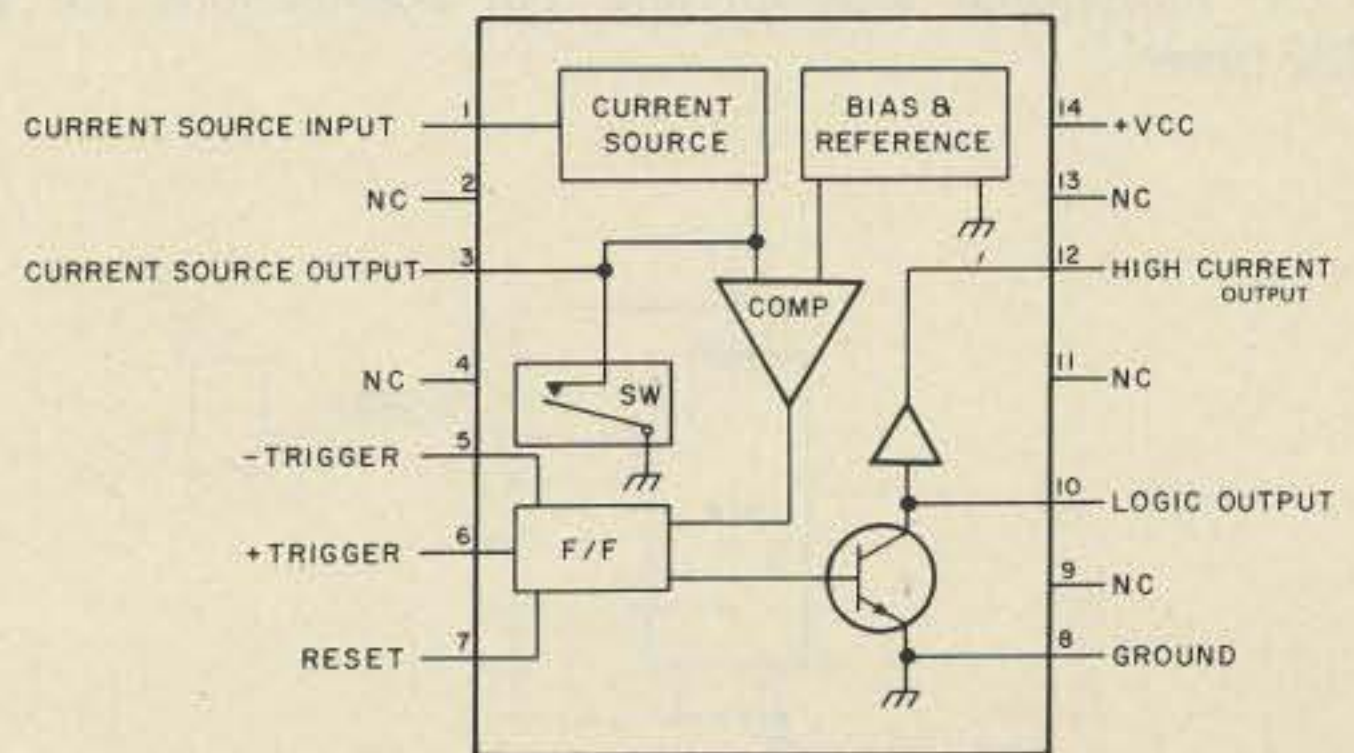 CURRENT SOURCE INPUT
1
NC
2
CURRENT SOURCE OUTPUT
3
NC
4
-TRIGGER
5
+TRIGGER
6
RESET
7
CURRENT
SOURCE
BIAS &
REFERENCE
COMP
SW
F/F
14
+VCC
13
NC
12
HIGH CURRENT
OUTPUT
11
NC
10
LOGIC OUTPUT
9
NC
8
GROUND